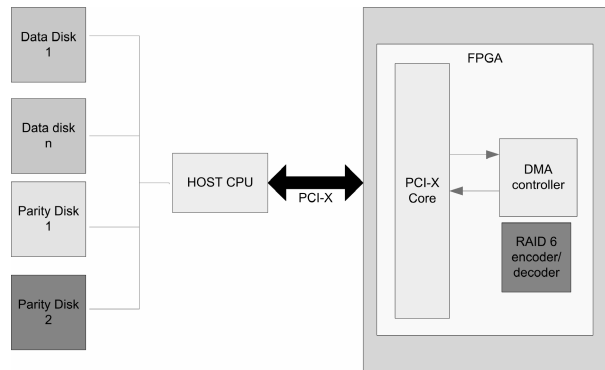 Data Disk
1
Data disk
n
Parity Disk
1
Parity Disk
2
HOST CPU
PCI-X
FPGA
PCI-X
Core
DMA
controller
RAID 6
encoder/
decoder